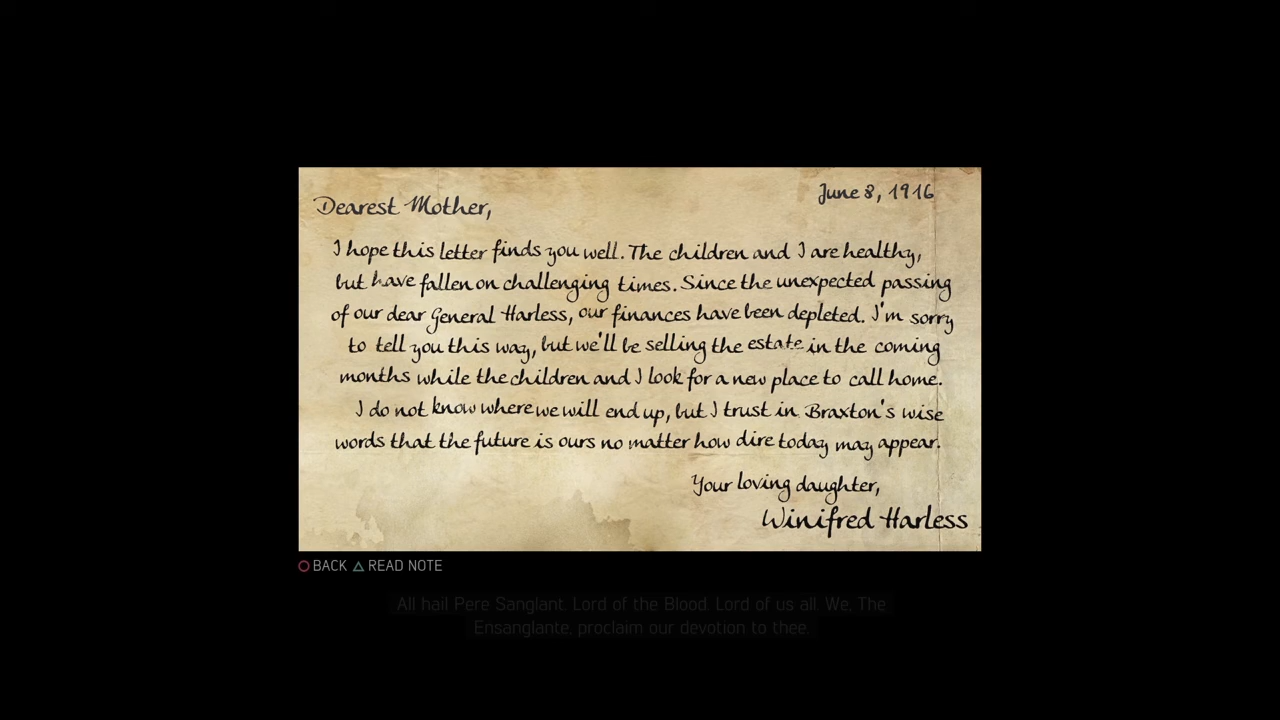 June 8, 1916
Dearest Mother,
I hope this letter finds you well. The children and I are healthy,
but have fallen on challenging times. Since the unexpected passing
of our dear General Harless, our finances have been depleted. I'm sorry
to tell you this way, but we'll be selling the estate in the coming
months while the children and I look for a new place to call home.
I do not know where we will end up, but I trust in Braxton's wise
words that the future is ours no matter how dire today may appear.
Your loving daughter,
Winifred Harless
BACK READ NOTE
All hail Pere Sanglant. Lord of the Blood. Lord of us all. We, The
Ensanglante, proclaim our devotion to thee.